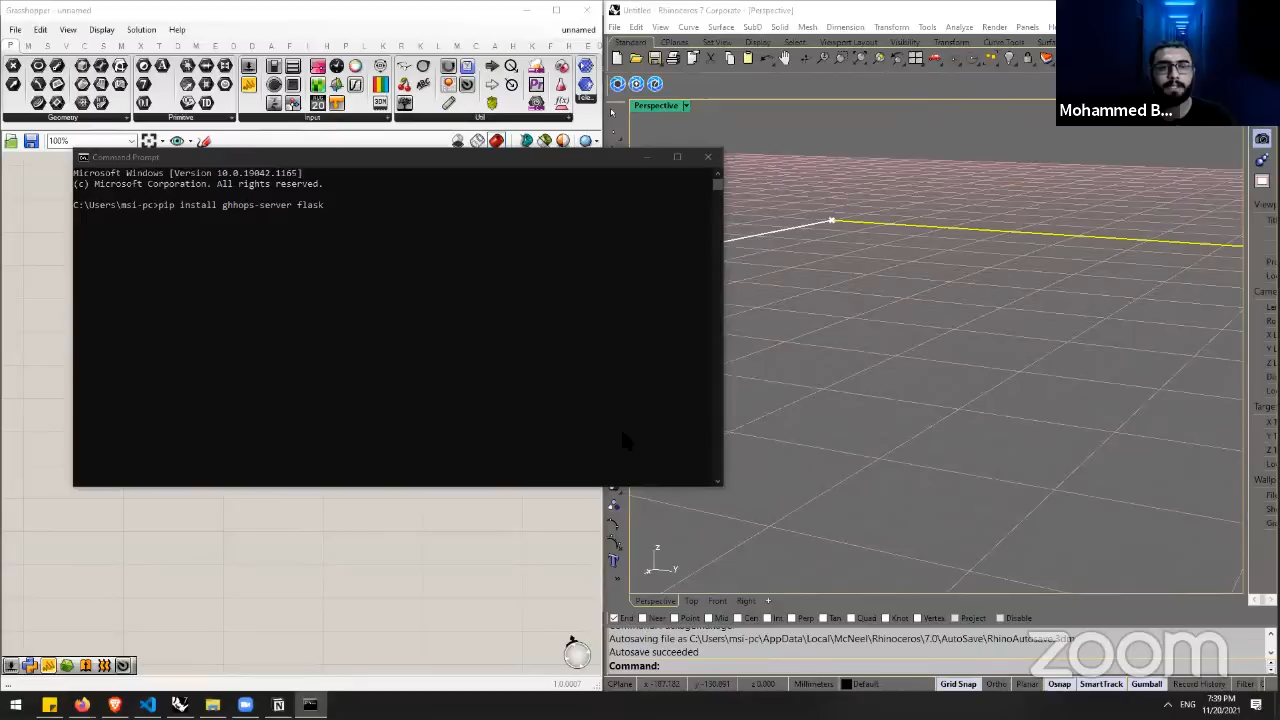 Grasshopper - unnamed
File Edit View Display Solution Help
unnamed
Geometry
Primitive
Input
Util
100%
Command Prompt
Microsoft Windows [Version 10.0.19042.1165]
(c) Microsoft Corporation. All rights reserved.
C:\Users\msi-pc>pip install ghhops-server flask
1:0.0007
Untitled - Rhinoceros 7 Corporate - [Perspective]
File Edit View Curve Surface SubD Solid Mesh Dimension Transform Tools Analyze Render Panels
Standard CPlanes Set View Display Select Viewport Layout Visibility Transform Curve Tools
Perspective
Mohammed B...
z
x y
Perspective Top Front Right
End Near Point Mid Cen Int Perp Tan Quad Knot Vertex Project Disable
Autosaving file as C:\Users\msi-pc\AppData\Local\McNeel\Rhinoceros\7.0\AutoSave\RhinoAutosave.3dm
Autosave succeeded
Command:
CPlane x -187.182 y -130.891 z 0.000 Millimeters Default Grid Snap Ortho Planar Osnap SmartTrack Gumball Record History Filter
zoom
ENG
7:39 PM
11/20/2021